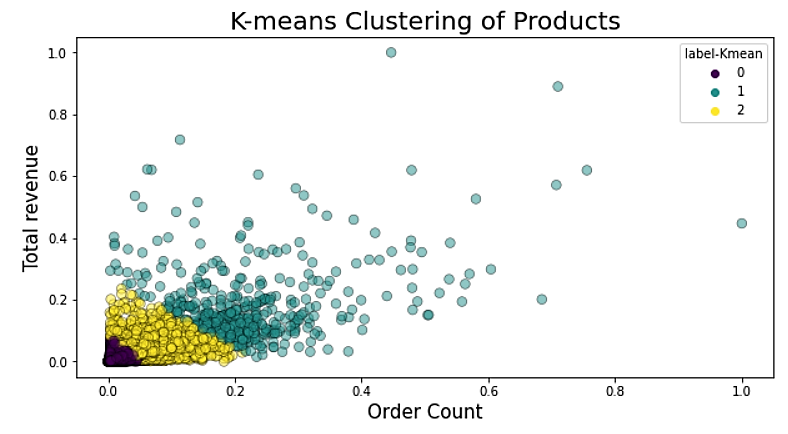 K-means Clustering of Products
label-Kmean
0
1
2
Total revenue
1.0
0.8
0.6
0.4
0.2
0.0
0.0 0.2 0.4 0.6 0.8 1.0
Order Count